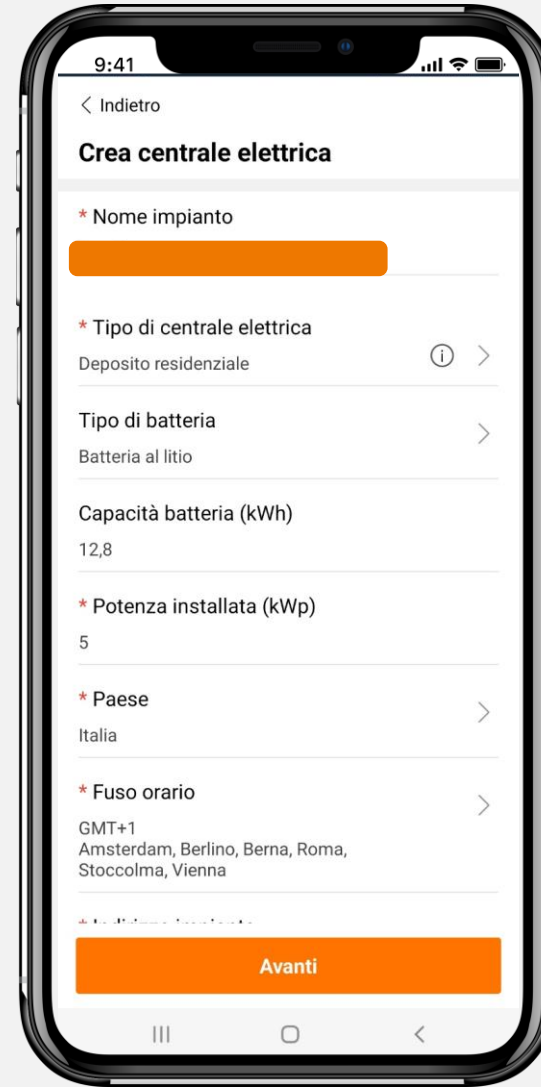 9:41
Indietro
Crea centrale elettrica
* Nome impianto
* Tipo di centrale elettrica
Deposito residenziale
Tipo di batteria
Batteria al litio
Capacità batteria (kWh)
12,8
* Potenza installata (kWp)
5
* Paese
Italia
* Fuso orario
GMT+1
Amsterdam, Berlino, Berna, Roma,
Stoccolma, Vienna
* Indirizzo impianto
Avanti